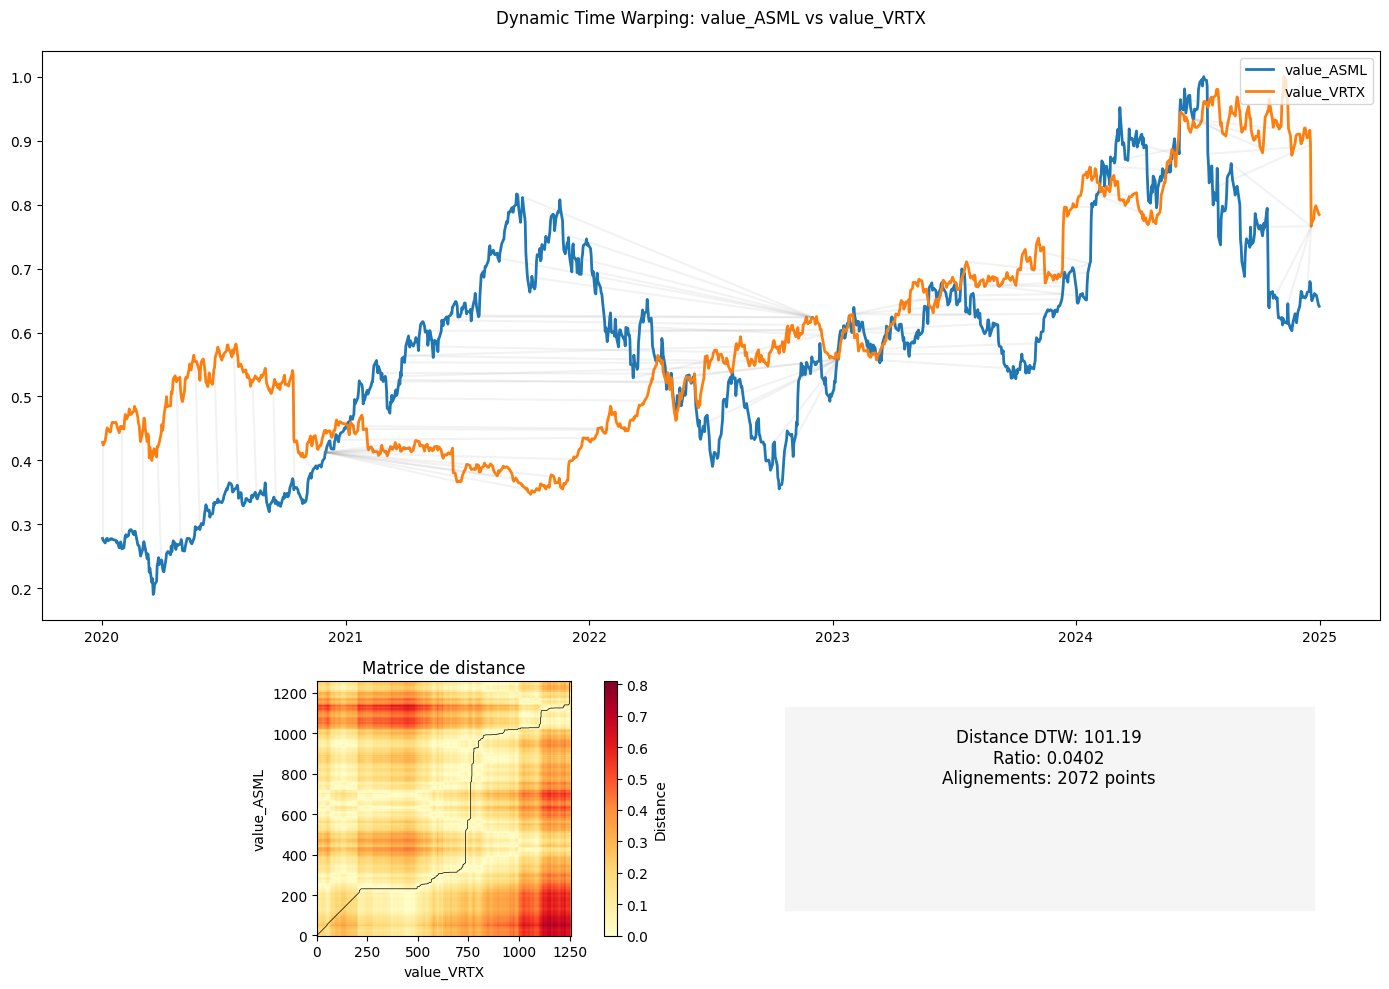 Dynamic Time Warping: value_ASML vs value_VRTX
value_ASML
value_VRTX
1.0
0.9
0.8
0.7
0.6
0.5
0.4
0.3
0.2
2020 2021 2022 2023 2024 2025
Matrice de distance
value_ASML
1200
1000
800
600
400
200
0
0 250 500 750 1000 1250
value_VRTX
0.8
0.7
0.6
0.5
0.4
0.3
0.2
0.1
0.0
Distance
Distance DTW: 101.19
Ratio: 0.0402
Alignements: 2072 points